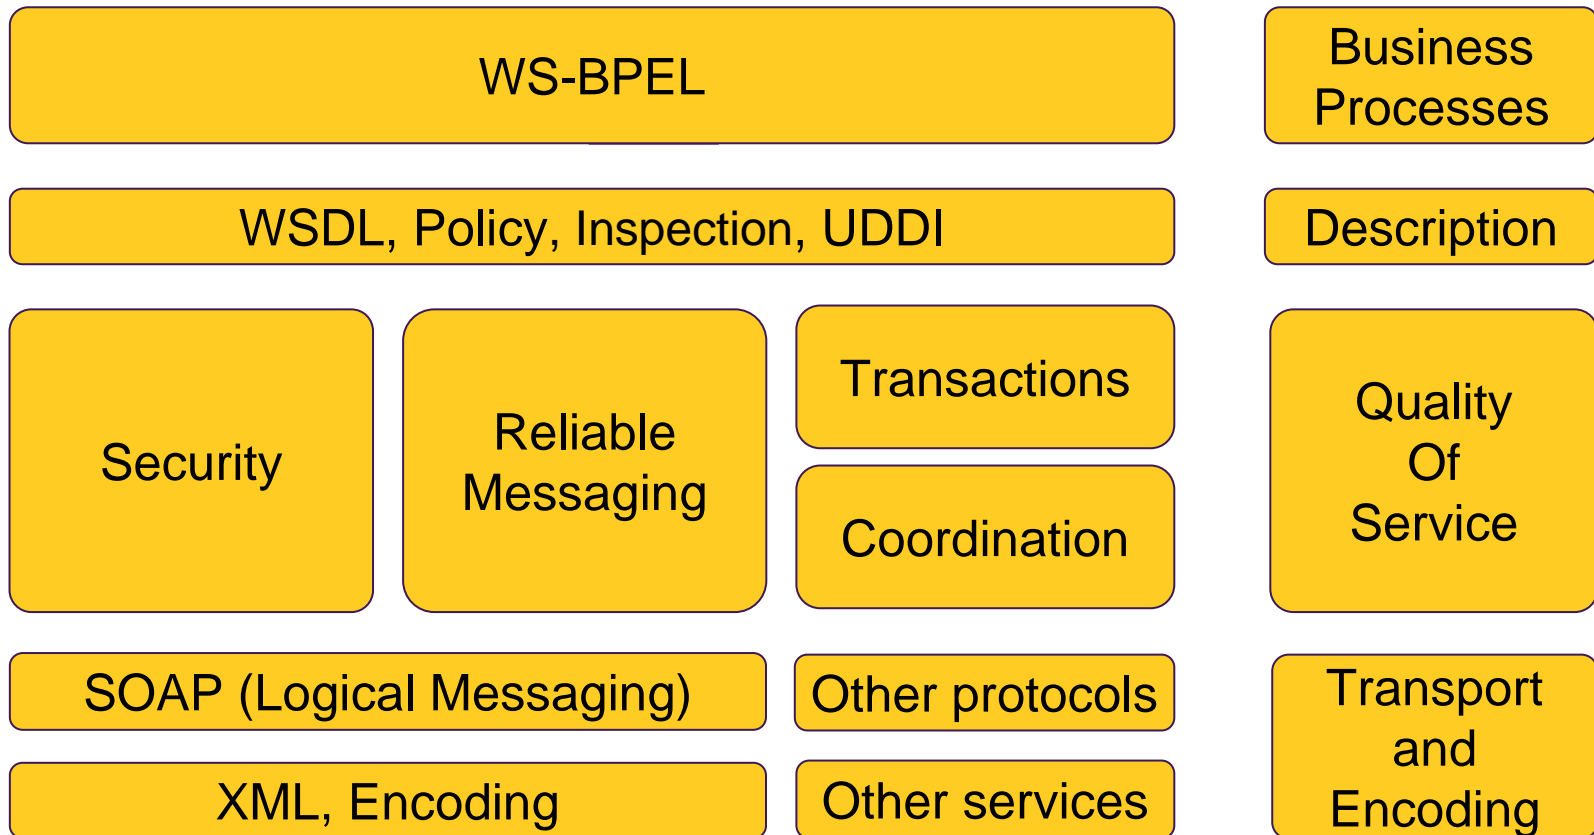 WS-BPEL
Business
Processes
WSDL, Policy, Inspection, UDDI
Description
Security
Reliable
Messaging
Transactions
Coordination
Quality
Of
Service
SOAP (Logical Messaging)
Other protocols
XML, Encoding
Other services
Transport
and
Encoding